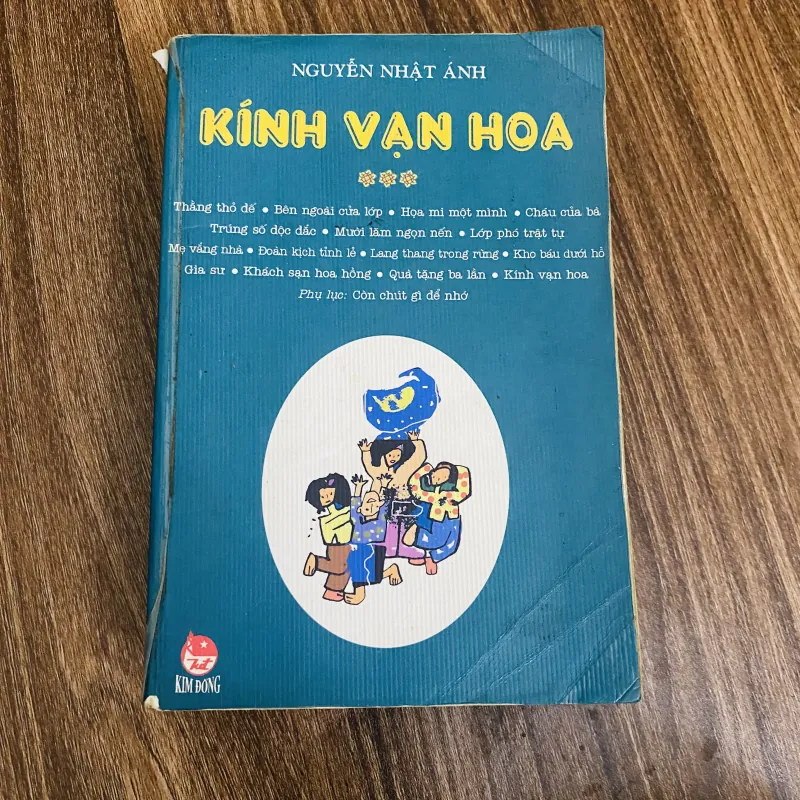 NGUYỄN NHẬT ÁNH
KÍNH VẠN HOA
Thằng thỏ đế • Bên ngoài cửa lớp • Họa mi một mình • Cháu của bà
Trúng số độc đắc • Mười lăm ngọn nến • Lớp phó trật tự
Mẹ vắng nhà • Đoàn kịch tỉnh lẻ • Lang thang trong rừng • Kho báu dưới hồ
Gia sư • Khách sạn hoa hồng • Quà tặng ba lần • Kính vạn hoa
Phụ lục: Còn chút gì để nhớ
KIM ĐỒNG